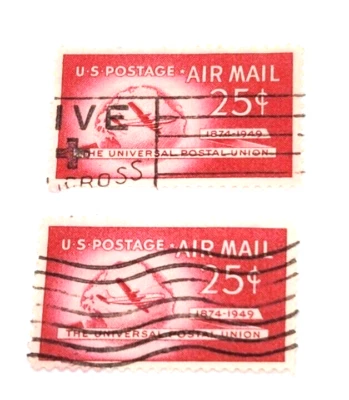 U·S·POSTAGE·AIR MAIL
25¢
1874-1949
THE UNIVERSAL POSTAL UNION
IVE
CROSS
U·S·POSTAGE·AIR MAIL
25¢
1874-1949
THE UNIVERSAL POSTAL UNION